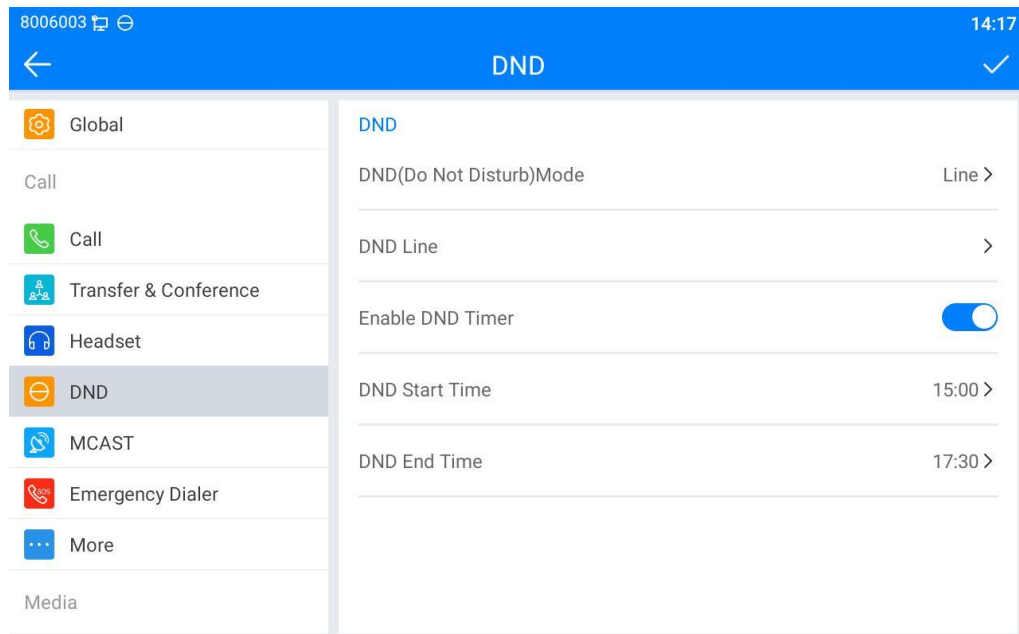 8006003
14:17
DND
Global
Call
Call
Transfer & Conference
Headset
DND
MCAST
SOS
Emergency Dialer
More
Media
DND
DND(Do Not Disturb)Mode Line
DND Line
Enable DND Timer
DND Start Time 15:00
DND End Time 17:30